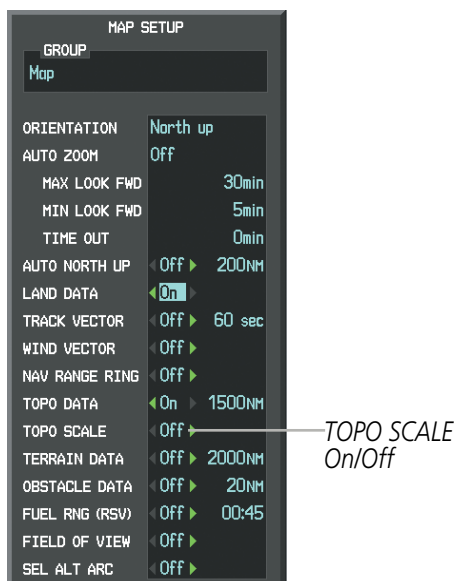 MAP SETUP
GROUP
Map
ORIENTATION North up
AUTO ZOOM Off
MAX LOOK FWD 30min
MIN LOOK FWD 5min
TIME OUT 0min
AUTO NORTH UP Off 200NM
LAND DATA On
TRACK VECTOR Off 60 sec
WIND VECTOR Off
NAV RANGE RING Off
TOPO DATA On 1500NM
TOPO SCALE Off
TOPO SCALE
On/Off
TERRAIN DATA Off 2000NM
OBSTACLE DATA Off 20NM
FUEL RNG (RSV) Off 00:45
FIELD OF VIEW Off
SEL ALT ARC Off